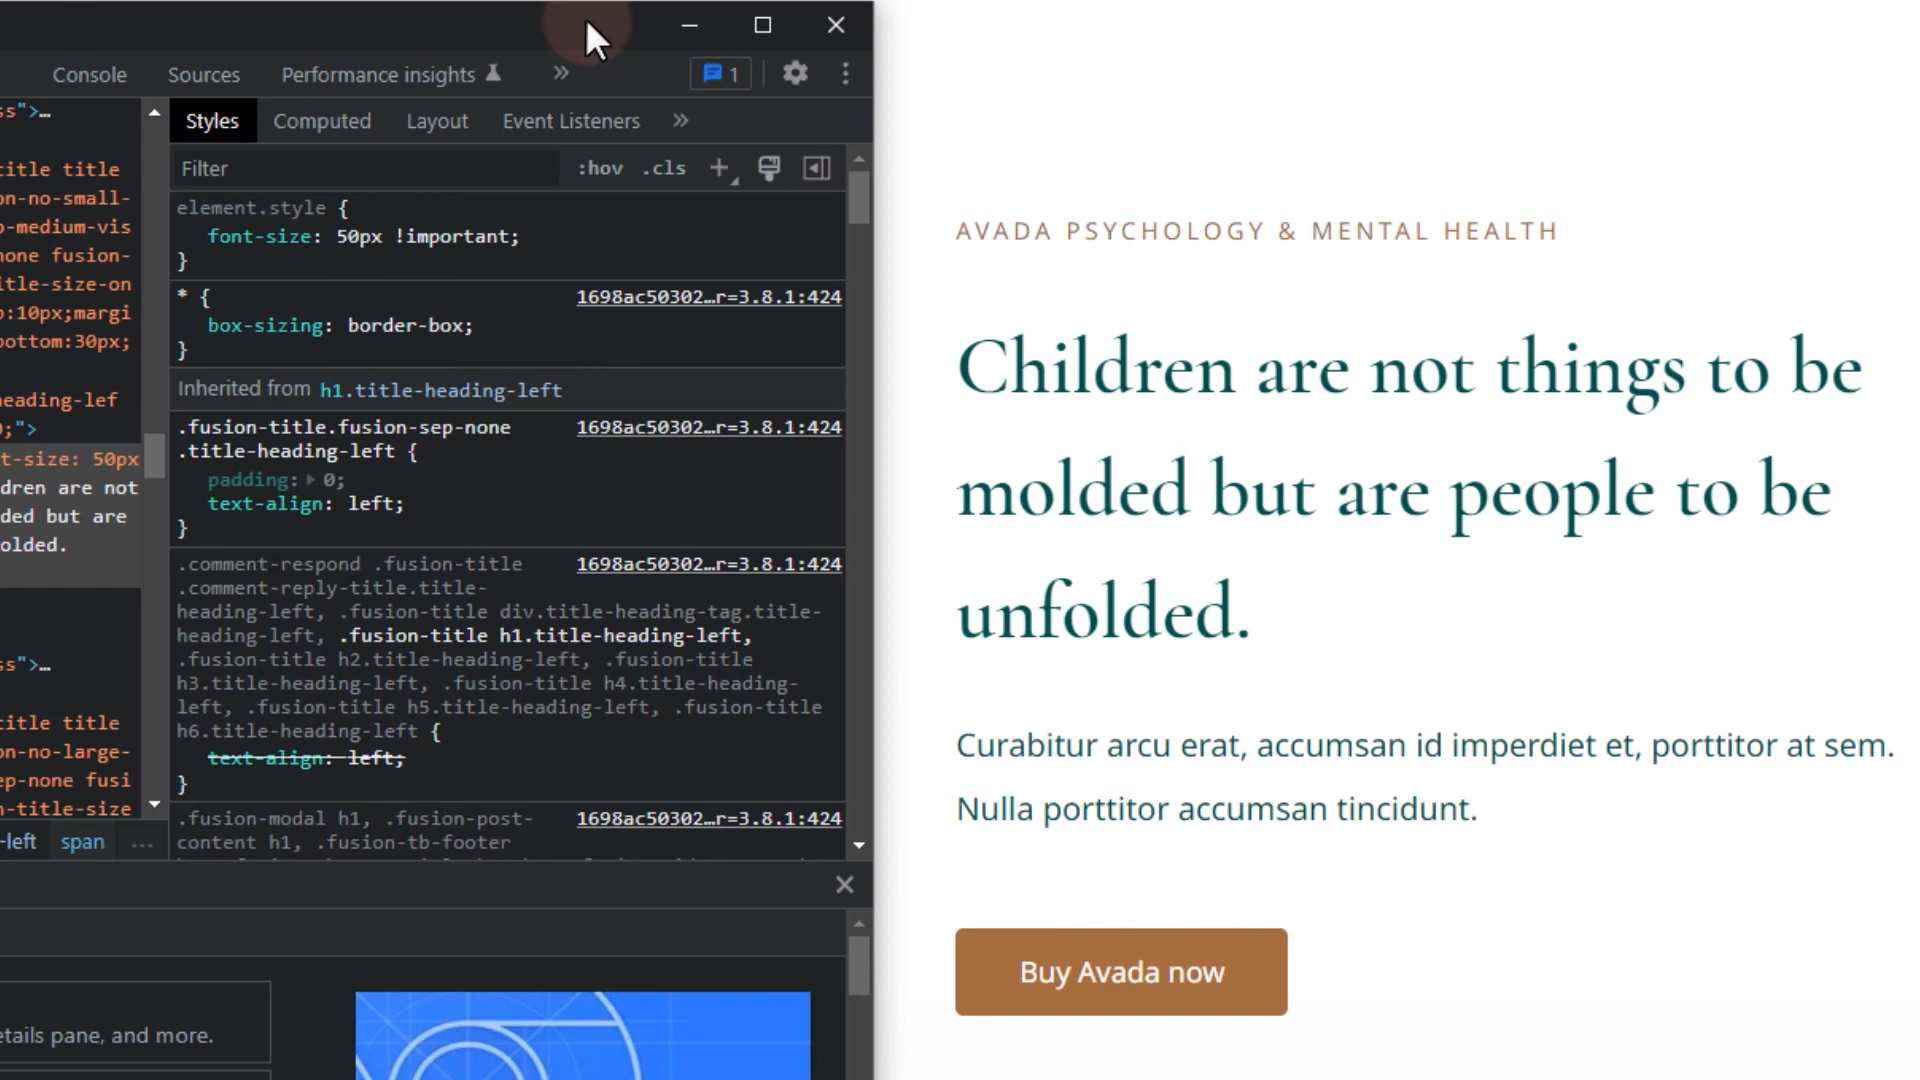 Console Sources Performance insights » 1
ss">…
title title
on-no-small-
o-medium-vis
none fusion-
itle-size-on
p:10px;margi
bottom:30px;
heading-lef
0;">
t-size: 50px
dren are not
ded but are
olded.
ss">…
title title
on-no-large-
ep-none fusi
n-title-size
-left span ...
Styles Computed Layout Event Listeners »
Filter :hov .cls +
element.style {
font-size: 50px !important;
}
* { 1698ac50302…r=3.8.1:424
box-sizing: border-box;
}
Inherited from h1.title-heading-left
.fusion-title.fusion-sep-none 1698ac50302…r=3.8.1:424
.title-heading-left {
padding: 0;
text-align: left;
}
.comment-respond .fusion-title 1698ac50302…r=3.8.1:424
.comment-reply-title.title-
heading-left, .fusion-title div.title-heading-tag.title-
heading-left, .fusion-title h1.title-heading-left,
.fusion-title h2.title-heading-left, .fusion-title
h3.title-heading-left, .fusion-title h4.title-heading-
left, .fusion-title h5.title-heading-left, .fusion-title
h6.title-heading-left {
text-align: left;
}
.fusion-modal h1, .fusion-post- 1698ac50302…r=3.8.1:424
content h1, .fusion-tb-footer
etails pane, and more.
AVADA PSYCHOLOGY & MENTAL HEALTH
Children are not things to be
molded but are people to be
unfolded.
Curabitur arcu erat, accumsan id imperdiet et, porttitor at sem.
Nulla porttitor accumsan tincidunt.
Buy Avada now